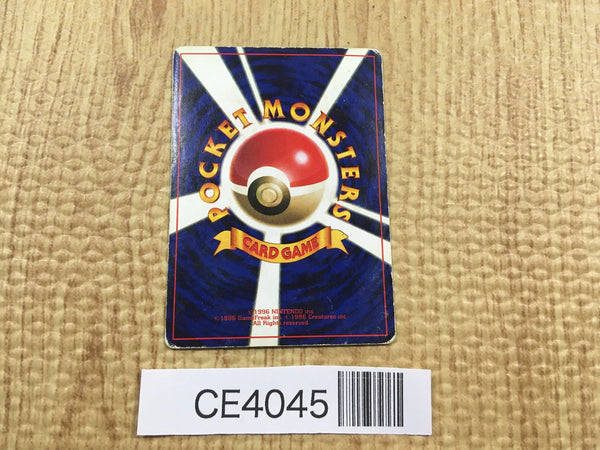 POCKET MONSTERS
CARD GAME
©1996 NINTENDO inc
©1996 GameFreak inc. ©1996 Creatures inc
All Rights reserved
CE4045